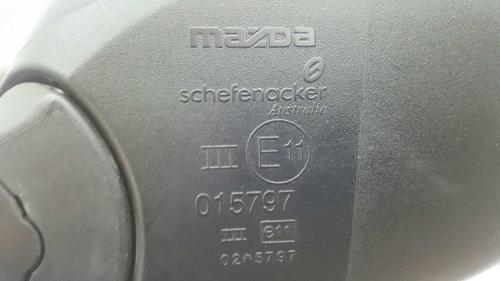 mazda
schefenacker
Australia
III E11
015797
III e11
02*5797